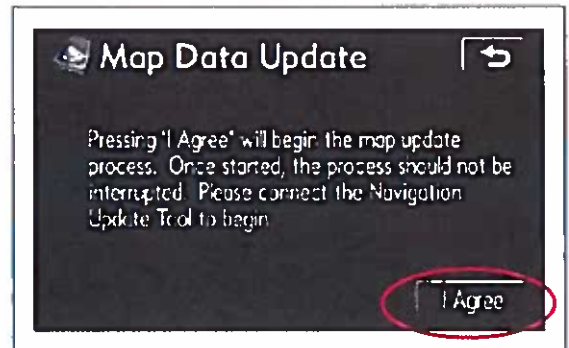 Map Data Update
Pressing "I Agree" will begin the map update
process. Once started, the process should not be
interrupted. Please connect the Navigation
Update Tool to begin
I Agree